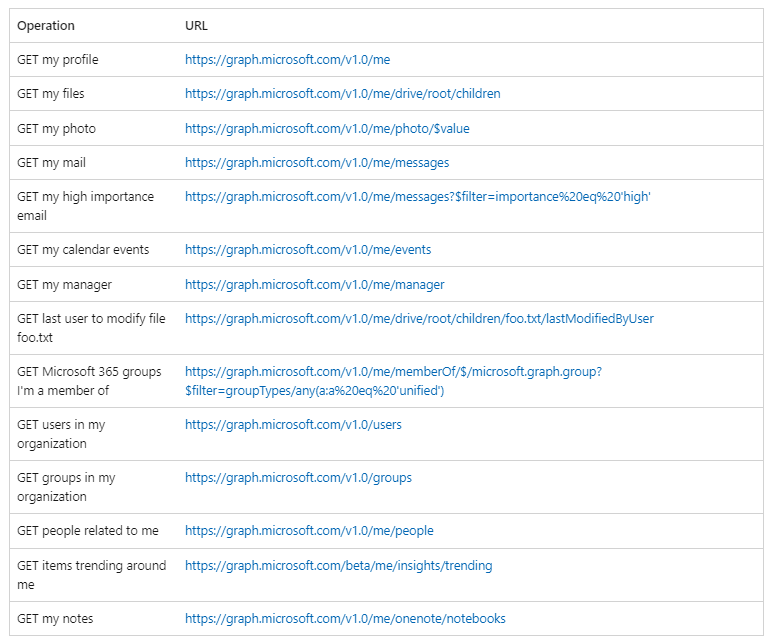 Operation URL
GET my profile https://graph.microsoft.com/v1.0/me
GET my files https://graph.microsoft.com/v1.0/me/drive/root/children
GET my photo https://graph.microsoft.com/v1.0/me/photo/$value
GET my mail https://graph.microsoft.com/v1.0/me/messages
GET my high importance https://graph.microsoft.com/v1.0/me/messages?$filter=importance%20eq%20'high'
email
GET my calendar events https://graph.microsoft.com/v1.0/me/events
GET my manager https://graph.microsoft.com/v1.0/me/manager
GET last user to modify file https://graph.microsoft.com/v1.0/me/drive/root/children/foo.txt/lastModifiedByUser
foo.txt
GET Microsoft 365 groups https://graph.microsoft.com/v1.0/me/memberOf/$/microsoft.graph.group?
I'm a member of $filter=groupTypes/any(a:a%20eq%20'unified')
GET users in my https://graph.microsoft.com/v1.0/users
organization
GET groups in my https://graph.microsoft.com/v1.0/groups
organization
GET people related to me https://graph.microsoft.com/v1.0/me/people
GET items trending around https://graph.microsoft.com/beta/me/insights/trending
me
GET my notes https://graph.microsoft.com/v1.0/me/onenote/notebooks